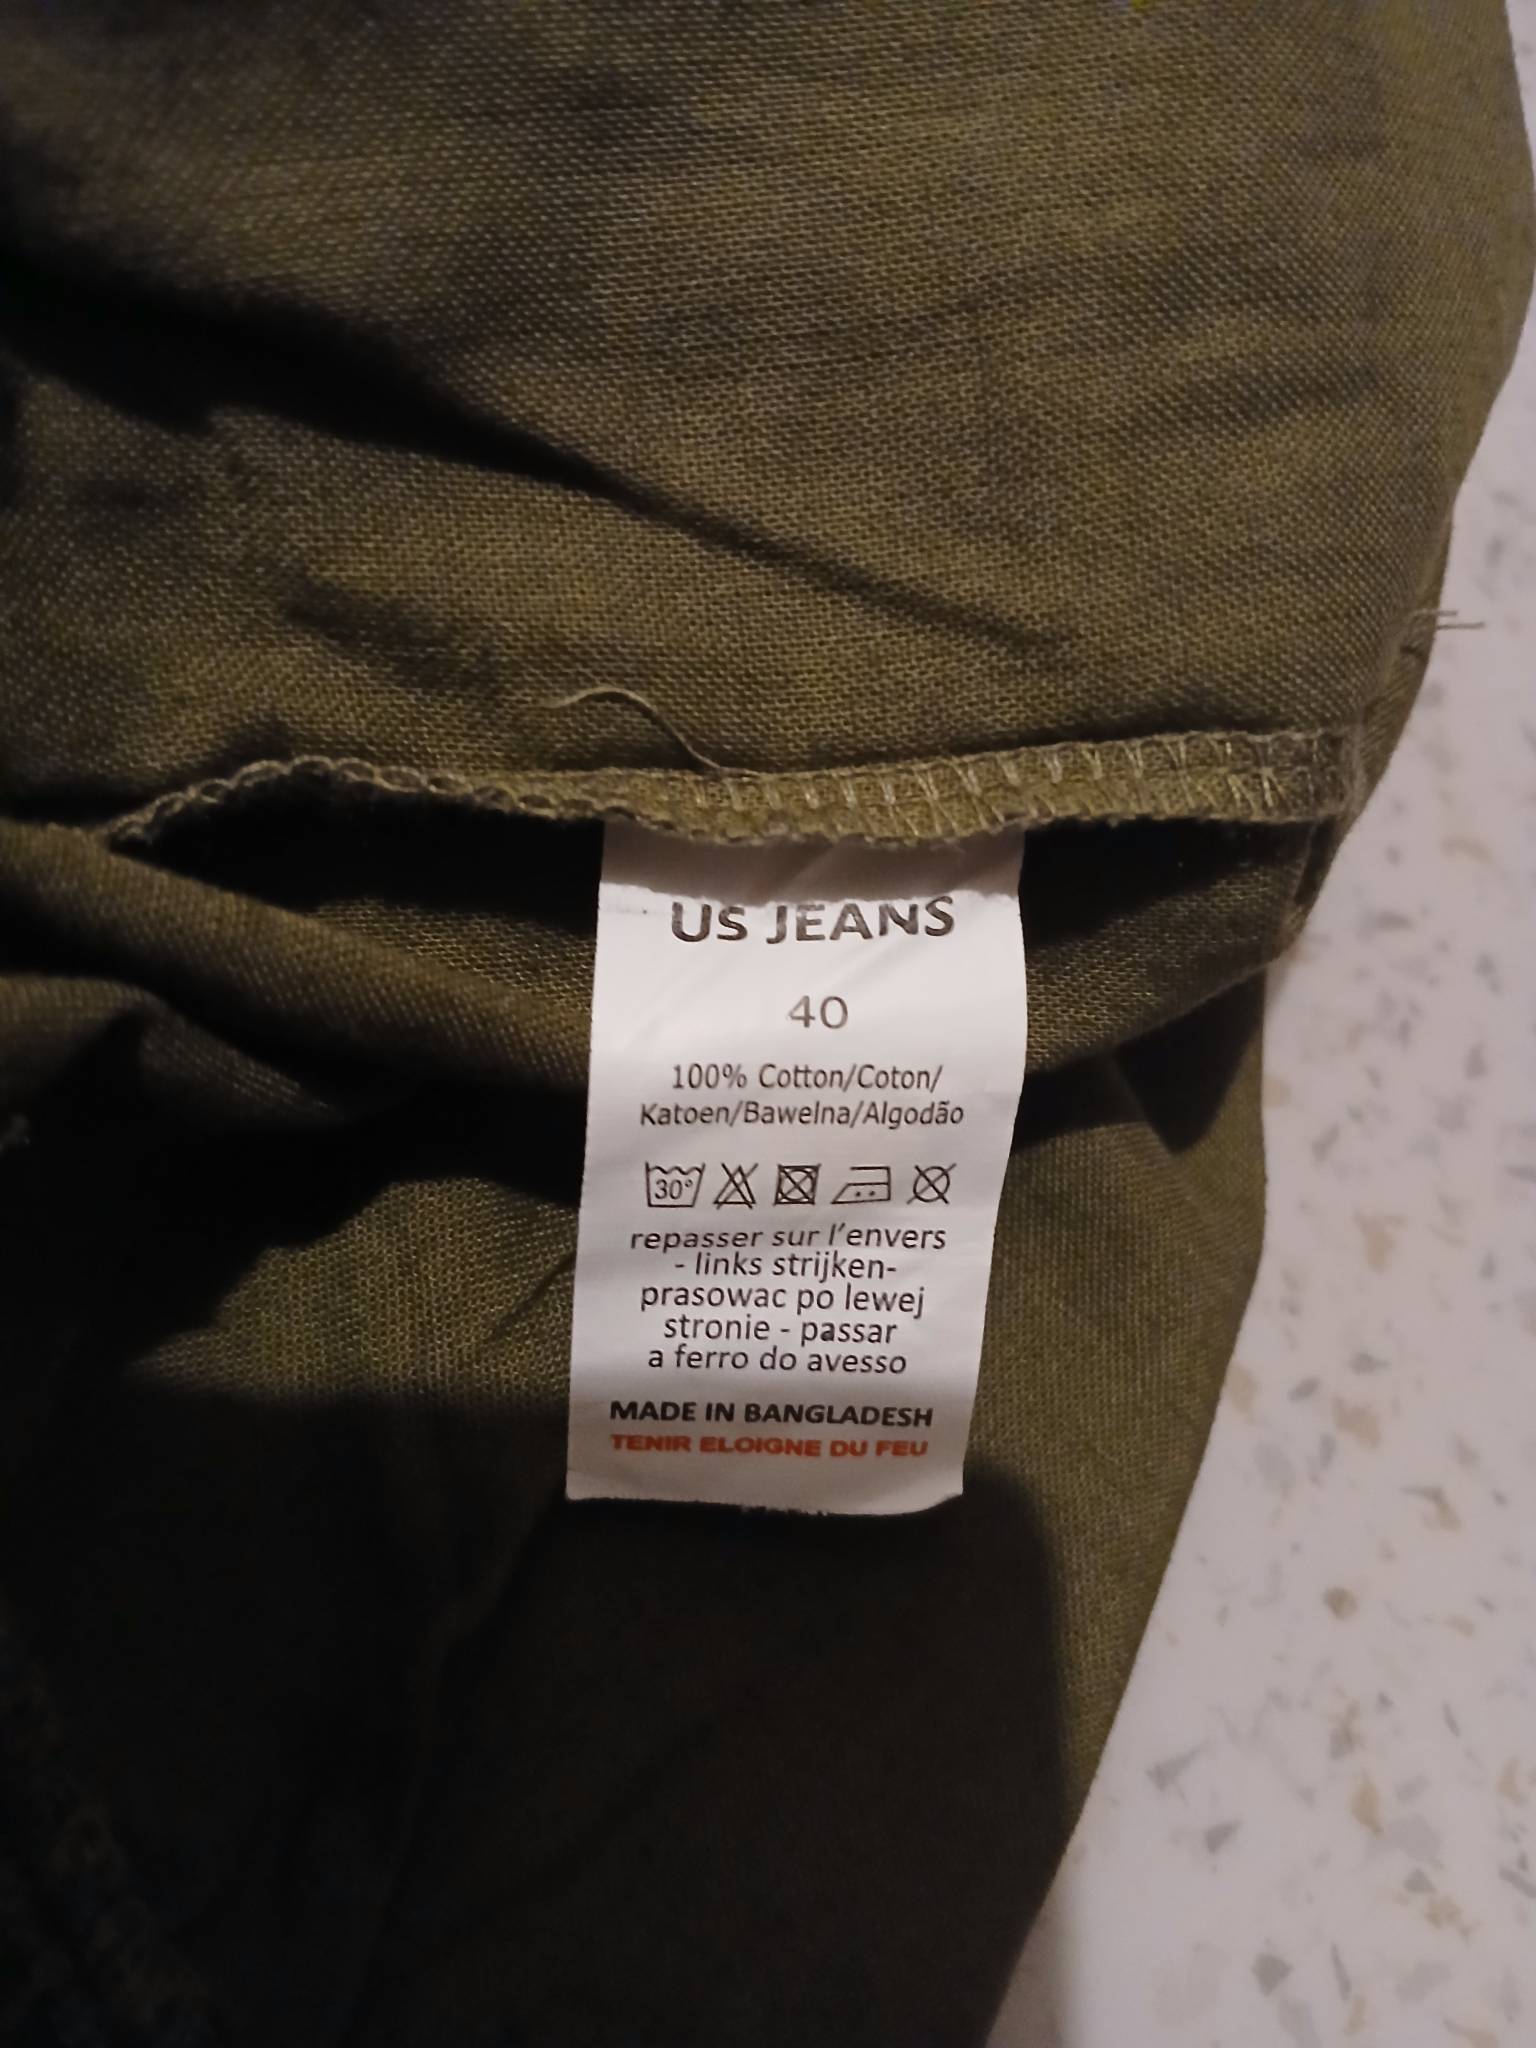 US JEANS
40
100% Cotton/Coton/
Katoen/Bawelna/Algodão
30°
repasser sur l'envers
- links strijken-
prasowac po lewej
stronie - passar
a ferro do avesso
MADE IN BANGLADESH
TENIR ELOIGNE DU FEU